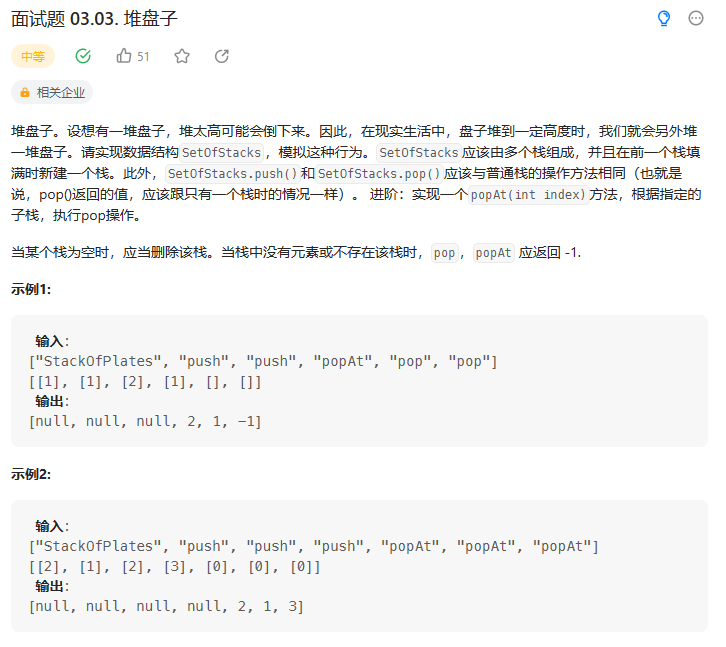 面试题 03.03. 堆盘子
中等 51
相关企业
堆盘子。设想有一堆盘子，堆太高可能会倒下来。因此，在现实生活中，盘子堆到一定高度时，我们就会另外堆
一堆盘子。请实现数据结构SetOfStacks，模拟这种行为。SetOfStacks应该由多个栈组成，并且在前一个栈填
满时新建一个栈。此外，SetOfStacks.push()和SetOfStacks.pop()应该与普通栈的操作方法相同（也就是
说，pop()返回的值，应该跟只有一个栈时的情况一样）。 进阶：实现一个popAt(int index)方法，根据指定的
子栈，执行pop操作。
当某个栈为空时，应当删除该栈。当栈中没有元素或不存在该栈时，pop，popAt 应返回 -1.
示例1:
输入：
["StackOfPlates", "push", "push", "popAt", "pop", "pop"]
[[1], [1], [2], [1], [], []]
输出：
[null, null, null, 2, 1, -1]
示例2:
输入：
["StackOfPlates", "push", "push", "push", "popAt", "popAt", "popAt"]
[[2], [1], [2], [3], [0], [0], [0]]
输出：
[null, null, null, null, 2, 1, 3]